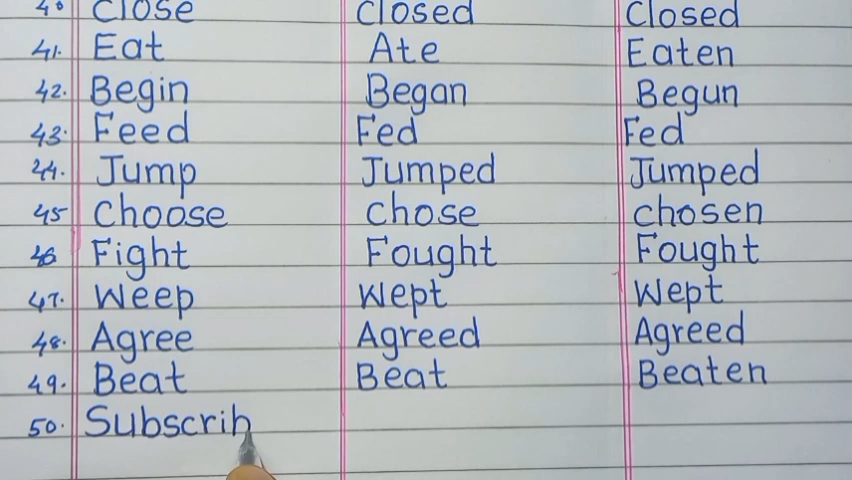 40 Close Closed Closed
41. Eat Ate Eaten
42. Begin Began Begun
43. Feed Fed Fed
24. Jump Jumped Jumped
45 Choose Chose chosen
46 Fight Fought Fought
47. Weep Wept Wept
48. Agree Agreed Agreed
49. Beat Beat Beaten
50. Subscrib